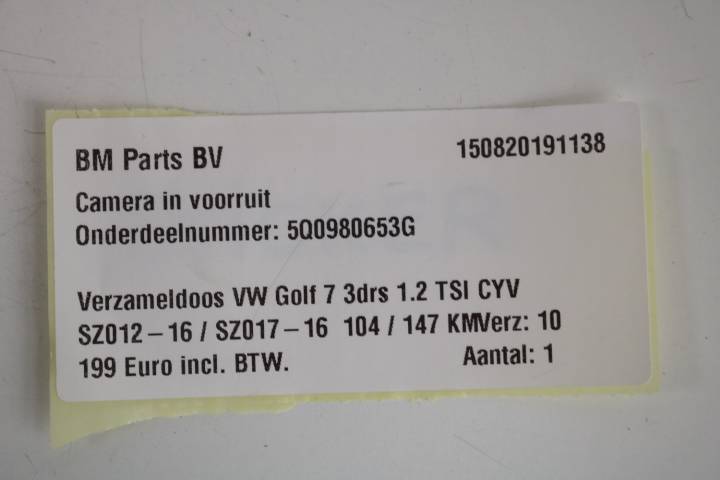 BM Parts BV 150820191138
Camera in voorruit
Onderdeelnummer: 5Q0980653G
Verzameldoos VW Golf 7 3drs 1.2 TSI CYV
SZ012-16 / SZ017-16 104 / 147 KMVerz: 10
199 Euro incl. BTW. Aantal: 1